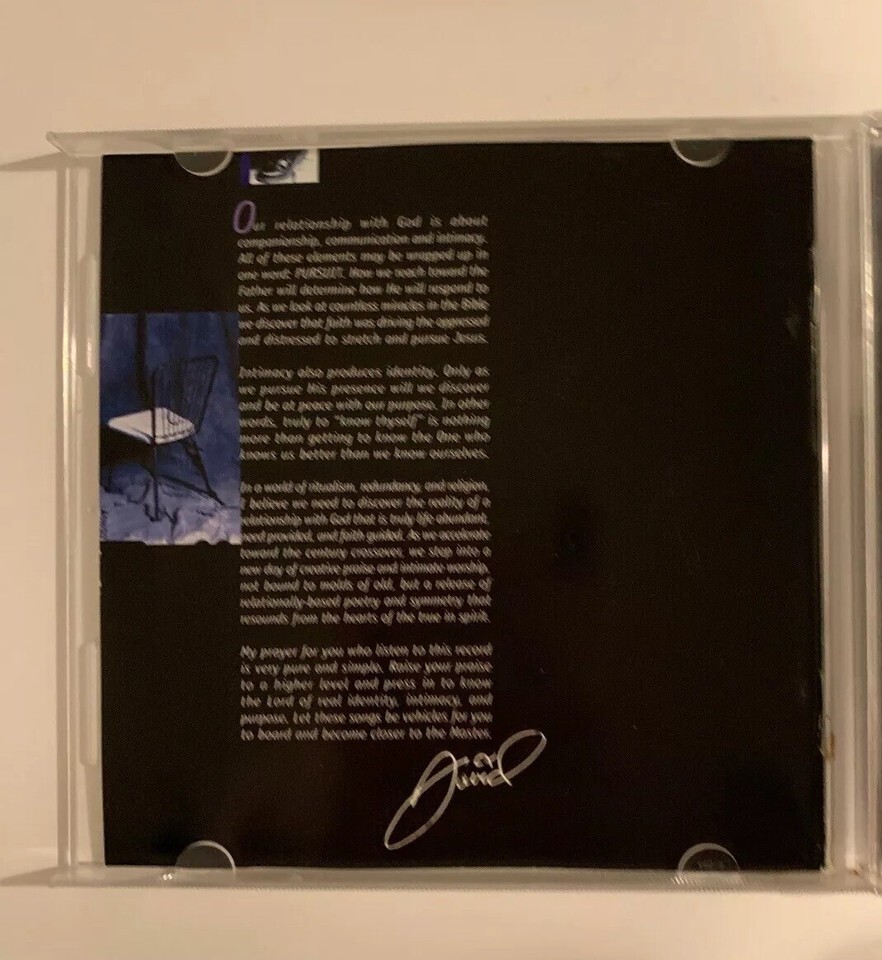 Our relationship with God is about
companionship, communication and intimacy.
All of these elements may be wrapped up in
one word: PURSUIT. How we reach toward the
Father will determine how He will respond to
us. As we look at countless miracles in the Bible
we discover that faith was driving the oppressed
and distressed to stretch and pursue Jesus.
Intimacy also produces identity. Only as
we pursue His presence will we discover
and be at peace with our purpose. In other
words, truly to "know thyself" is nothing
more than getting to know the One who
knows us better than we know ourselves.
In a world of ritualism, redundancy, and religion,
I believe we need to discover the reality of a
relationship with God that is truly life abundant,
need provided, and faith guided. As we accelerate
toward the century crossover, we step into a
new day of creative praise and intimate worship,
not bound to molds of old, but a release of
relationally-based poetry and symmetry that
resounds from the hearts of the true in spirit.
My prayer for you who listen to this record
is very pure and simple. Raise your praise
to a higher level and press in to know
the Lord of real identity, intimacy, and
purpose. Let these songs be vehicles for you
to board and become closer to the Master.